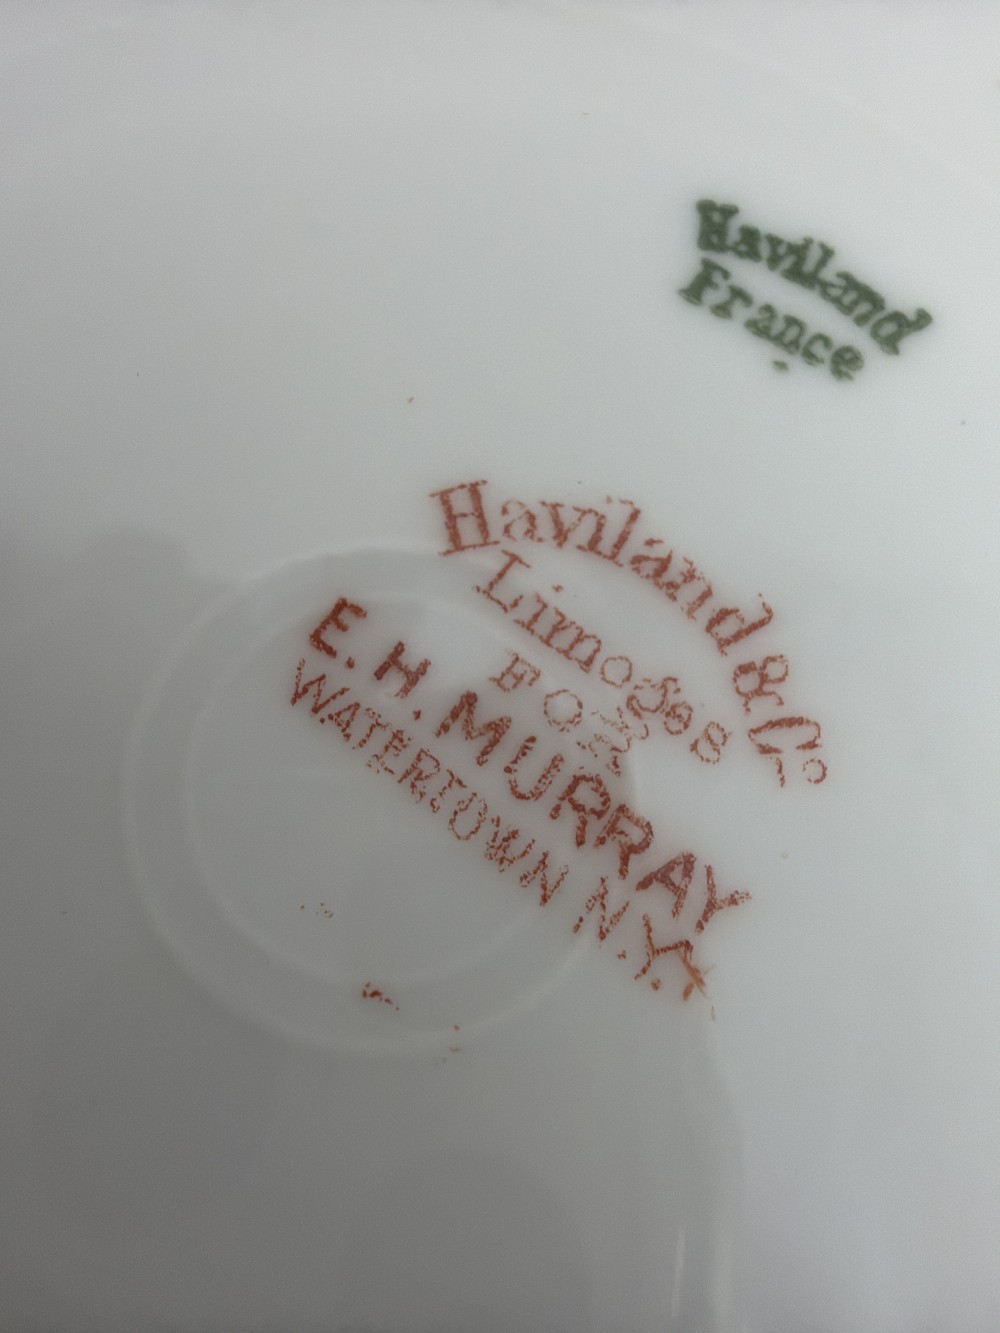 Haviland
France
Haviland & Co
Limoges
FOR
E. H. MURRAY
WATERTOWN N.Y.